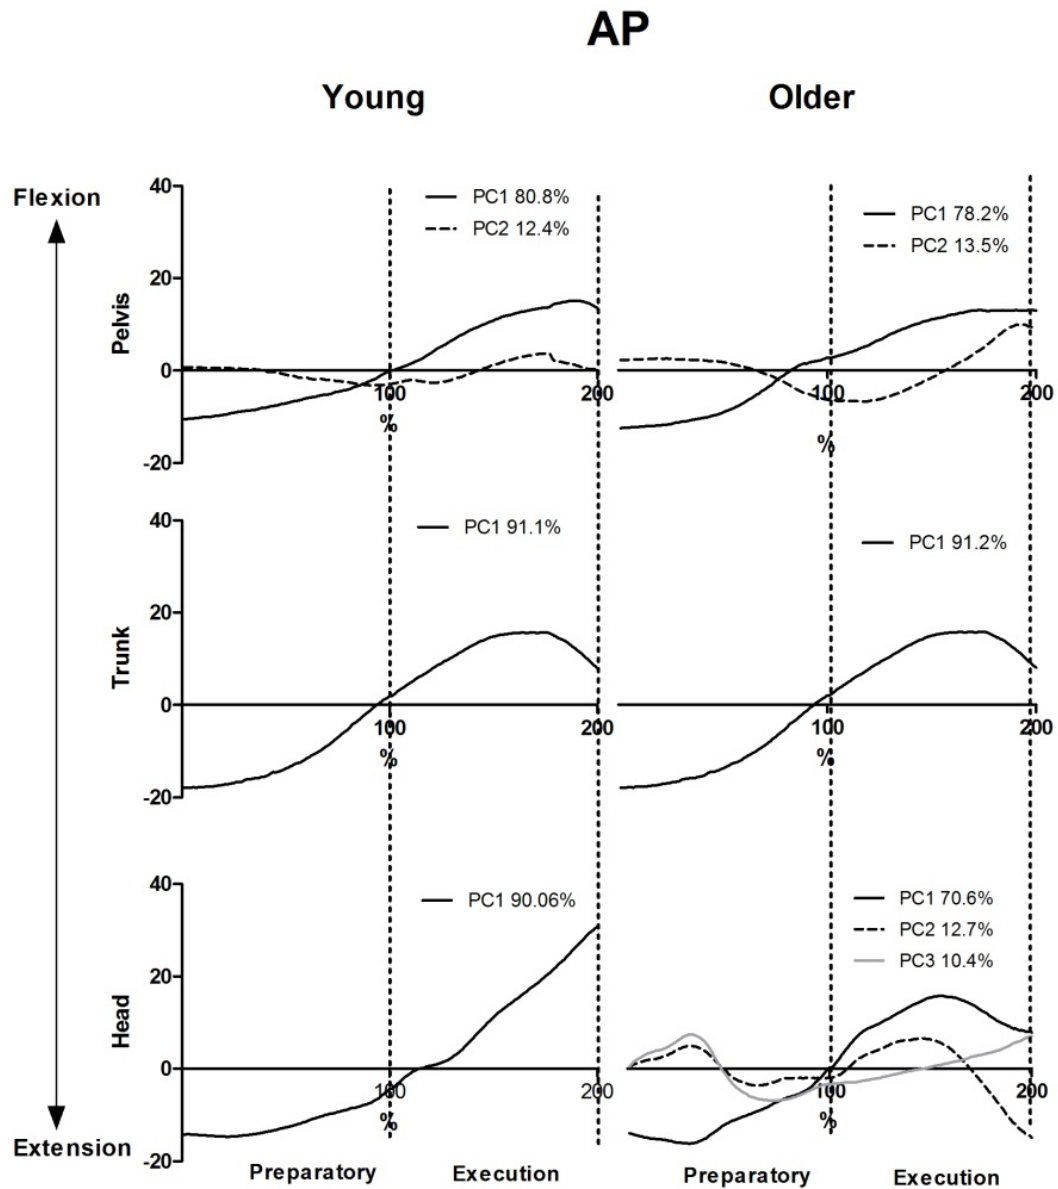 AP
Young Older
Flexion
Extension
Pelvis
40
20
0
-20
PC1 80.8%
PC2 12.4%
100
%
200
PC1 78.2%
PC2 13.5%
100
%
200
Trunk
40
20
0
-20
PC1 91.1%
100
%
200
PC1 91.2%
100
%
200
Head
40
20
0
-20
PC1 90.06%
100
%
200
PC1 70.6%
PC2 12.7%
PC3 10.4%
100
%
200
Preparatory Execution Preparatory Execution